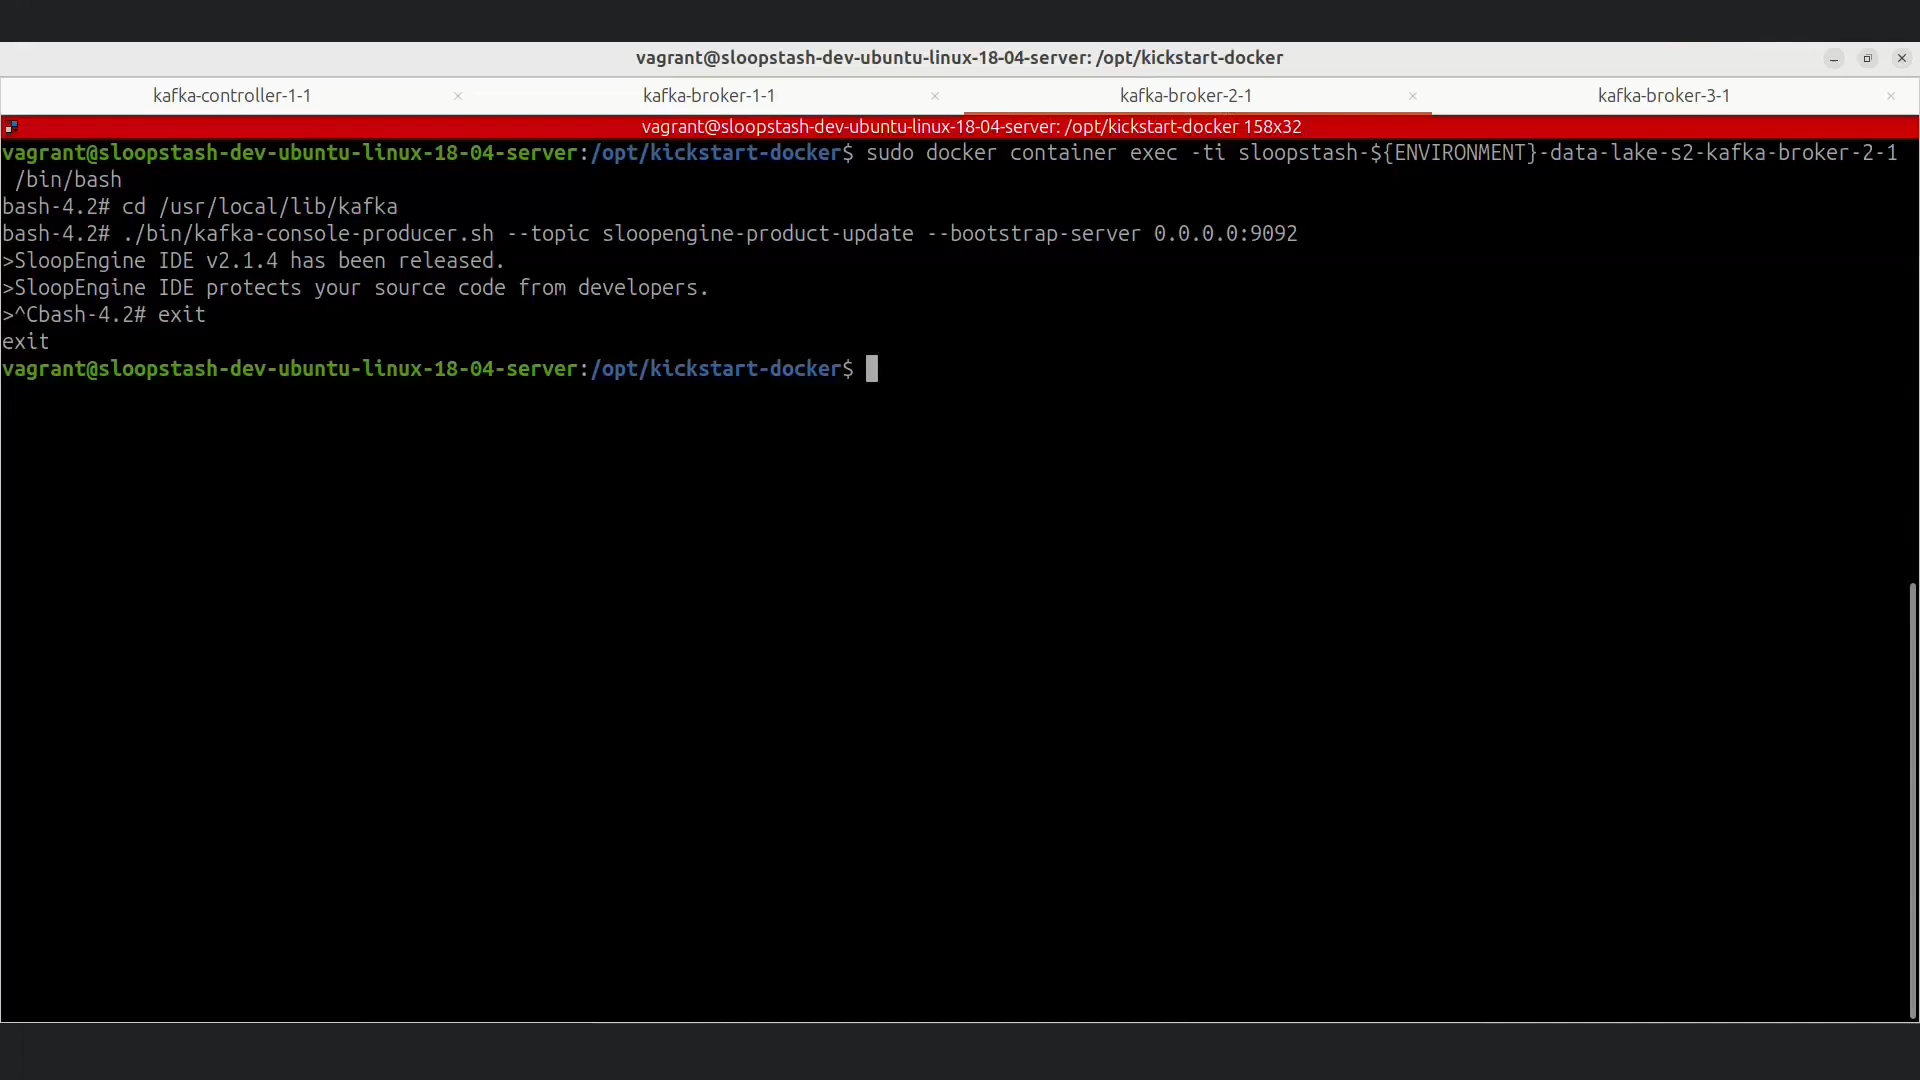 vagrant@sloopstash-dev-ubuntu-linux-18-04-server: /opt/kickstart-docker
kafka-controller-1-1 × kafka-broker-1-1 × kafka-broker-2-1 × kafka-broker-3-1 ×
vagrant@sloopstash-dev-ubuntu-linux-18-04-server: /opt/kickstart-docker 158x32
vagrant@sloopstash-dev-ubuntu-linux-18-04-server:/opt/kickstart-docker$ sudo docker container exec -ti sloopstash-${ENVIRONMENT}-data-lake-s2-kafka-broker-2-1
/bin/bash
bash-4.2# cd /usr/local/lib/kafka
bash-4.2# ./bin/kafka-console-producer.sh --topic sloopengine-product-update --bootstrap-server 0.0.0.0:9092
>SloopEngine IDE v2.1.4 has been released.
>SloopEngine IDE protects your source code from developers.
>^Cbash-4.2# exit
exit
vagrant@sloopstash-dev-ubuntu-linux-18-04-server:/opt/kickstart-docker$